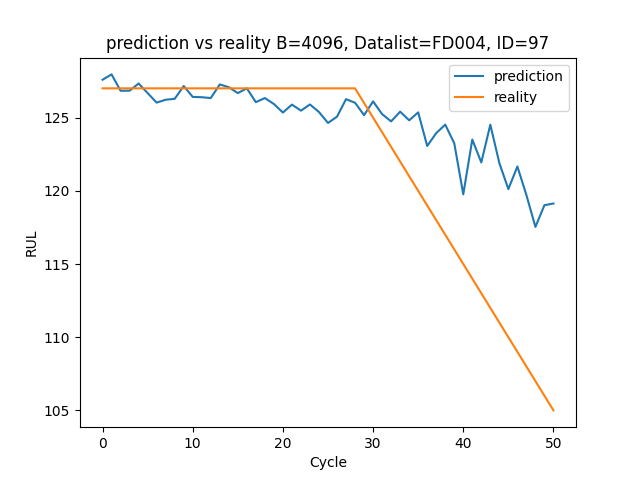 prediction vs reality B=4096, Datalist=FD004, ID=97
prediction
reality
RUL
125
120
115
110
105
0 10 20 30 40 50
Cycle